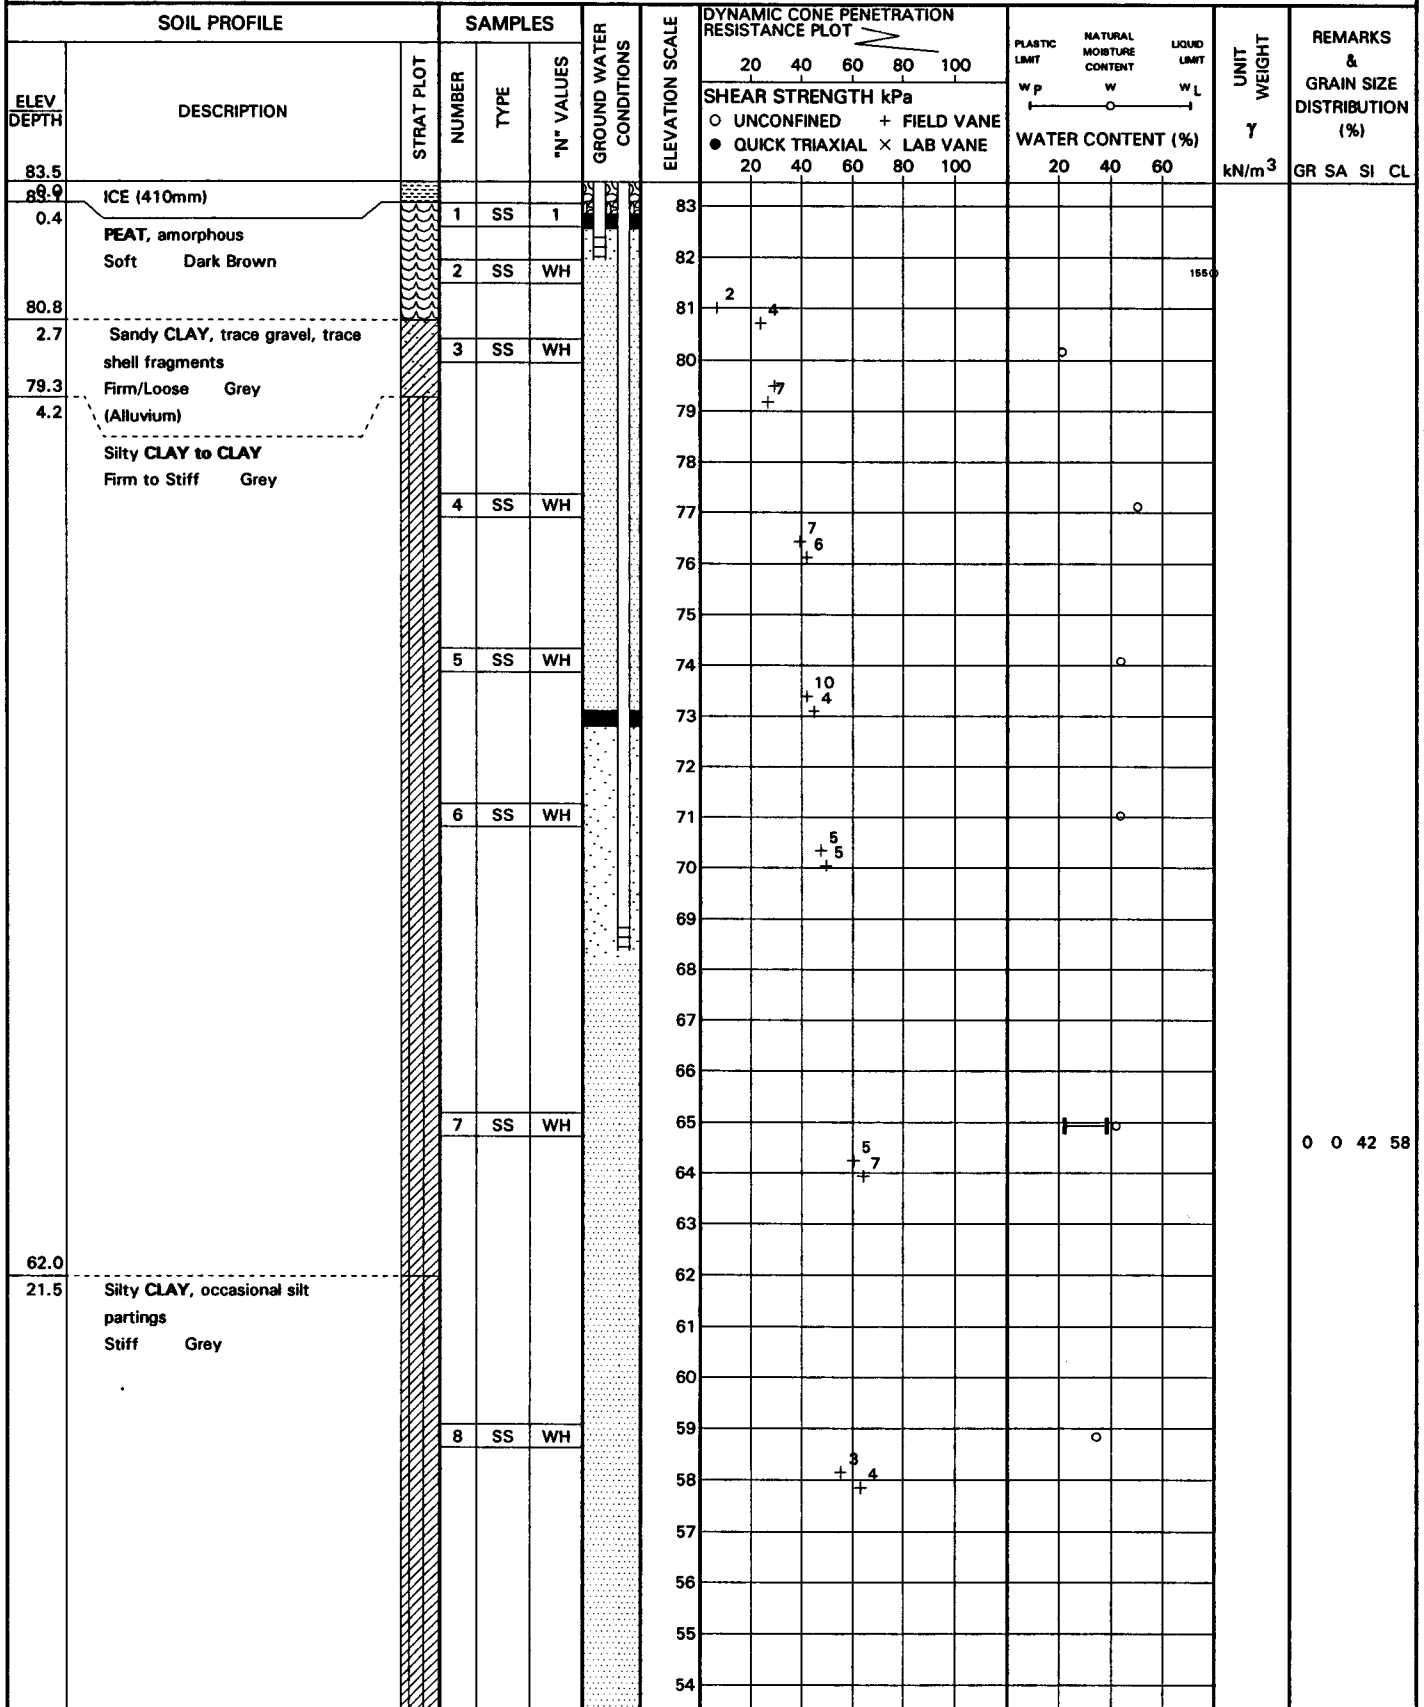 SOIL PROFILE
SAMPLES
GROUND WATER
CONDITIONS
ELEVATION SCALE
DYNAMIC CONE PENETRATION
RESISTANCE PLOT
20 40 60 80 100
PLASTIC
LIMIT
NATURAL
MOISTURE
CONTENT
LIQUID
LIMIT
W P
W
W L
WATER CONTENT (%)
20 40 60
UNIT
WEIGHT
γ
kN/m3
REMARKS
&
GRAIN SIZE
DISTRIBUTION
(%)
GR SA SI CL
ELEV
DEPTH
DESCRIPTION
STRAT PLOT
NUMBER
TYPE
"N" VALUES
SHEAR STRENGTH kPa
O UNCONFINED + FIELD VANE
● QUICK TRIAXIAL × LAB VANE
20 40 60 80 100
83.5
0.0
83.1
0.4
ICE (410mm)
PEAT, amorphous
Soft Dark Brown
80.8
2.7
Sandy CLAY, trace gravel, trace
shell fragments
Firm/Loose Grey
(Alluvium)
79.3
4.2
Silty CLAY to CLAY
Firm to Stiff Grey
62.0
21.5
Silty CLAY, occasional silt
partings
Stiff Grey
1 SS 1
2 SS WH
3 SS WH
4 SS WH
5 SS WH
6 SS WH
7 SS WH
8 SS WH
83
82
81
80
79
78
77
76
75
74
73
72
71
70
69
68
67
66
65
64
63
62
61
60
59
58
57
56
55
54
155
2
4
7
7
6
10
4
5
5
5
7
3
4
0 0 42 58